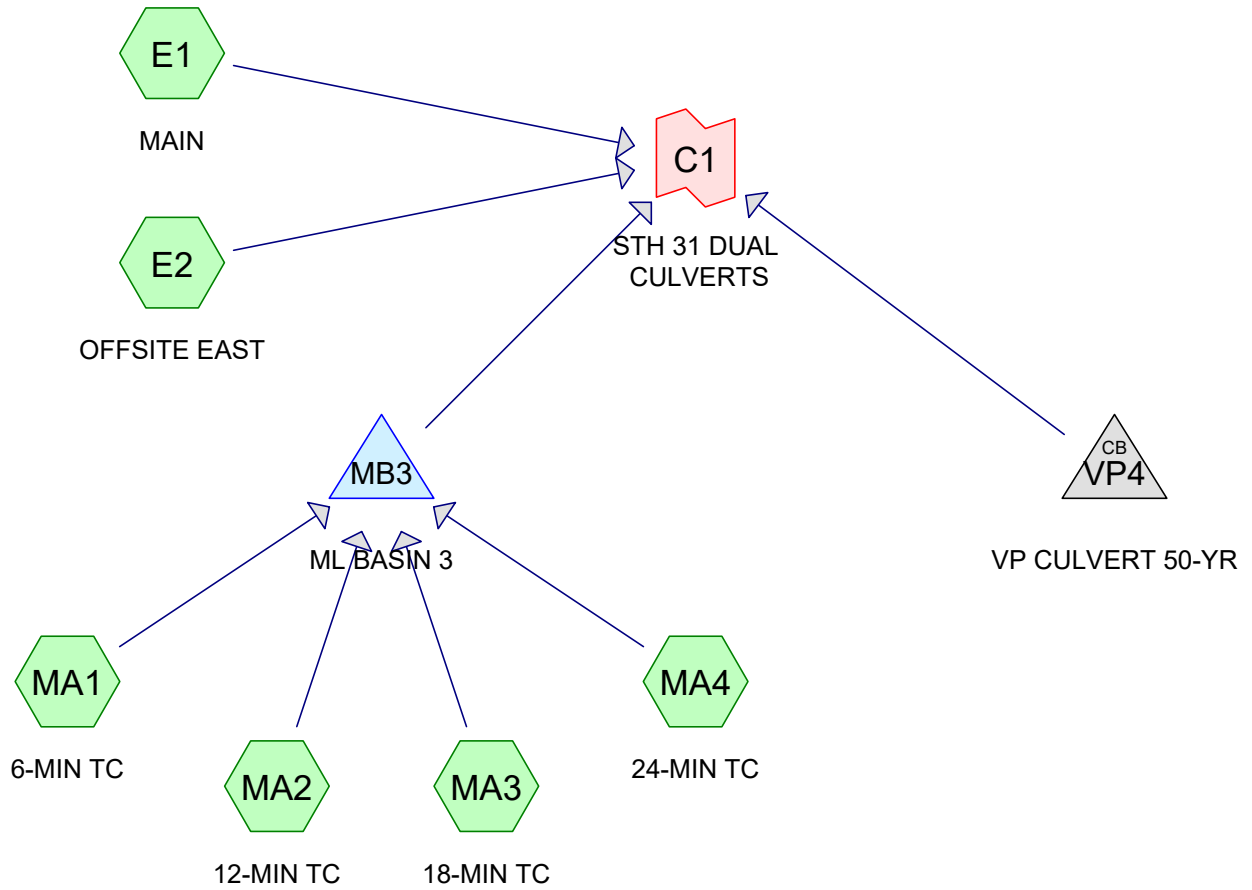 E1
MAIN
C1
STH 31 DUAL
CULVERTS
E2
OFFSITE EAST
MB3
ML BASIN 3
CB
VP4
VP CULVERT 50-YR
MA1
6-MIN TC
MA2
12-MIN TC
MA3
18-MIN TC
MA4
24-MIN TC